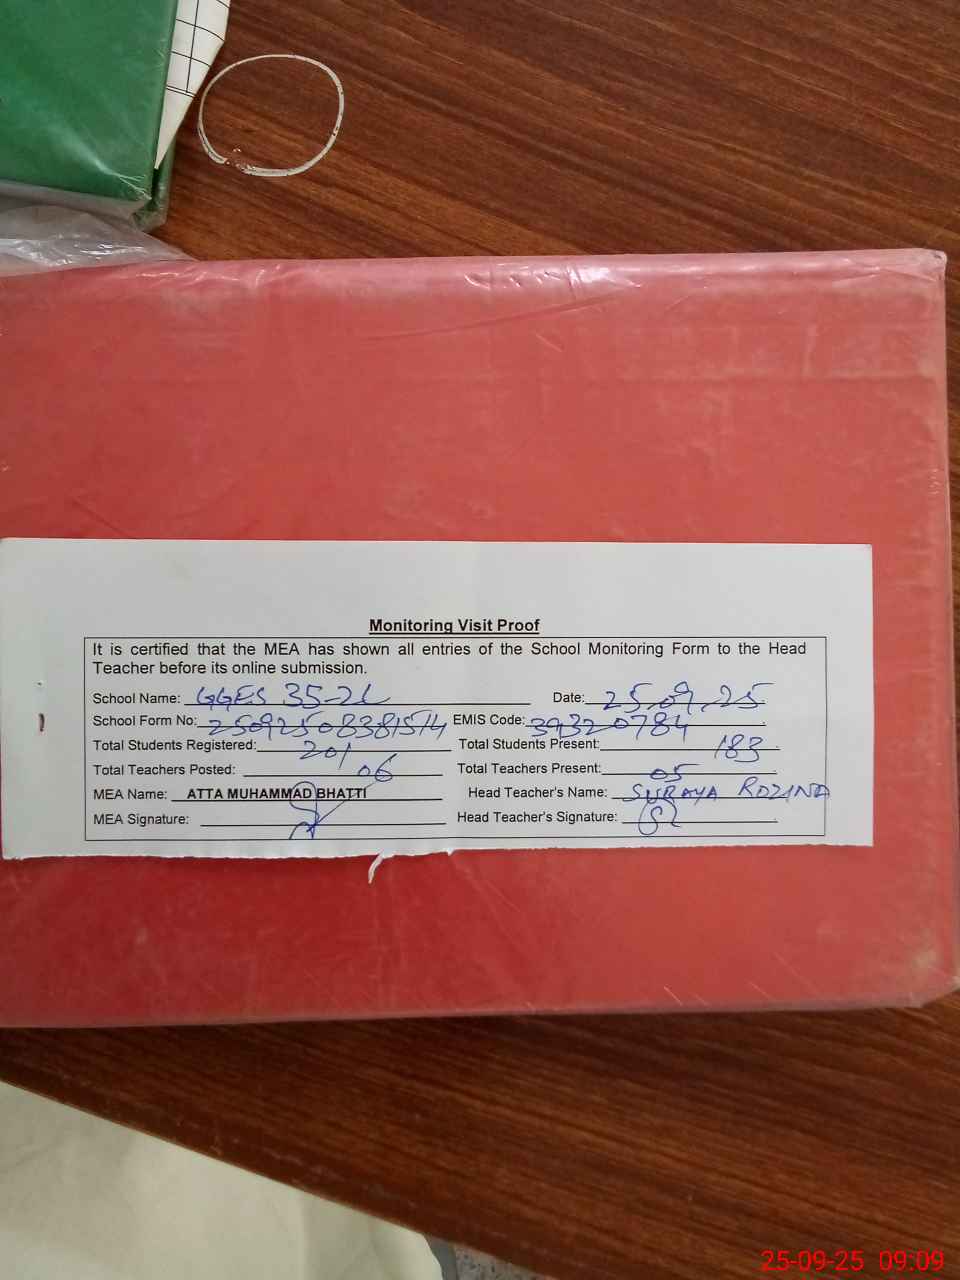 Monitoring Visit Proof
It is certified that the MEA has shown all entries of the School Monitoring Form to the Head
Teacher before its online submission.
School Name: GGES 35-2L Date: 25.09.25
School Form No: 25092508381514 EMIS Code: 39320784
Total Students Registered: 201 Total Students Present: 183
Total Teachers Posted: 06 Total Teachers Present: 05
MEA Name: ATTA MUHAMMAD BHATTI Head Teacher's Name: SURAYA ROZINA
MEA Signature: Head Teacher's Signature:
25-09-25 09:09